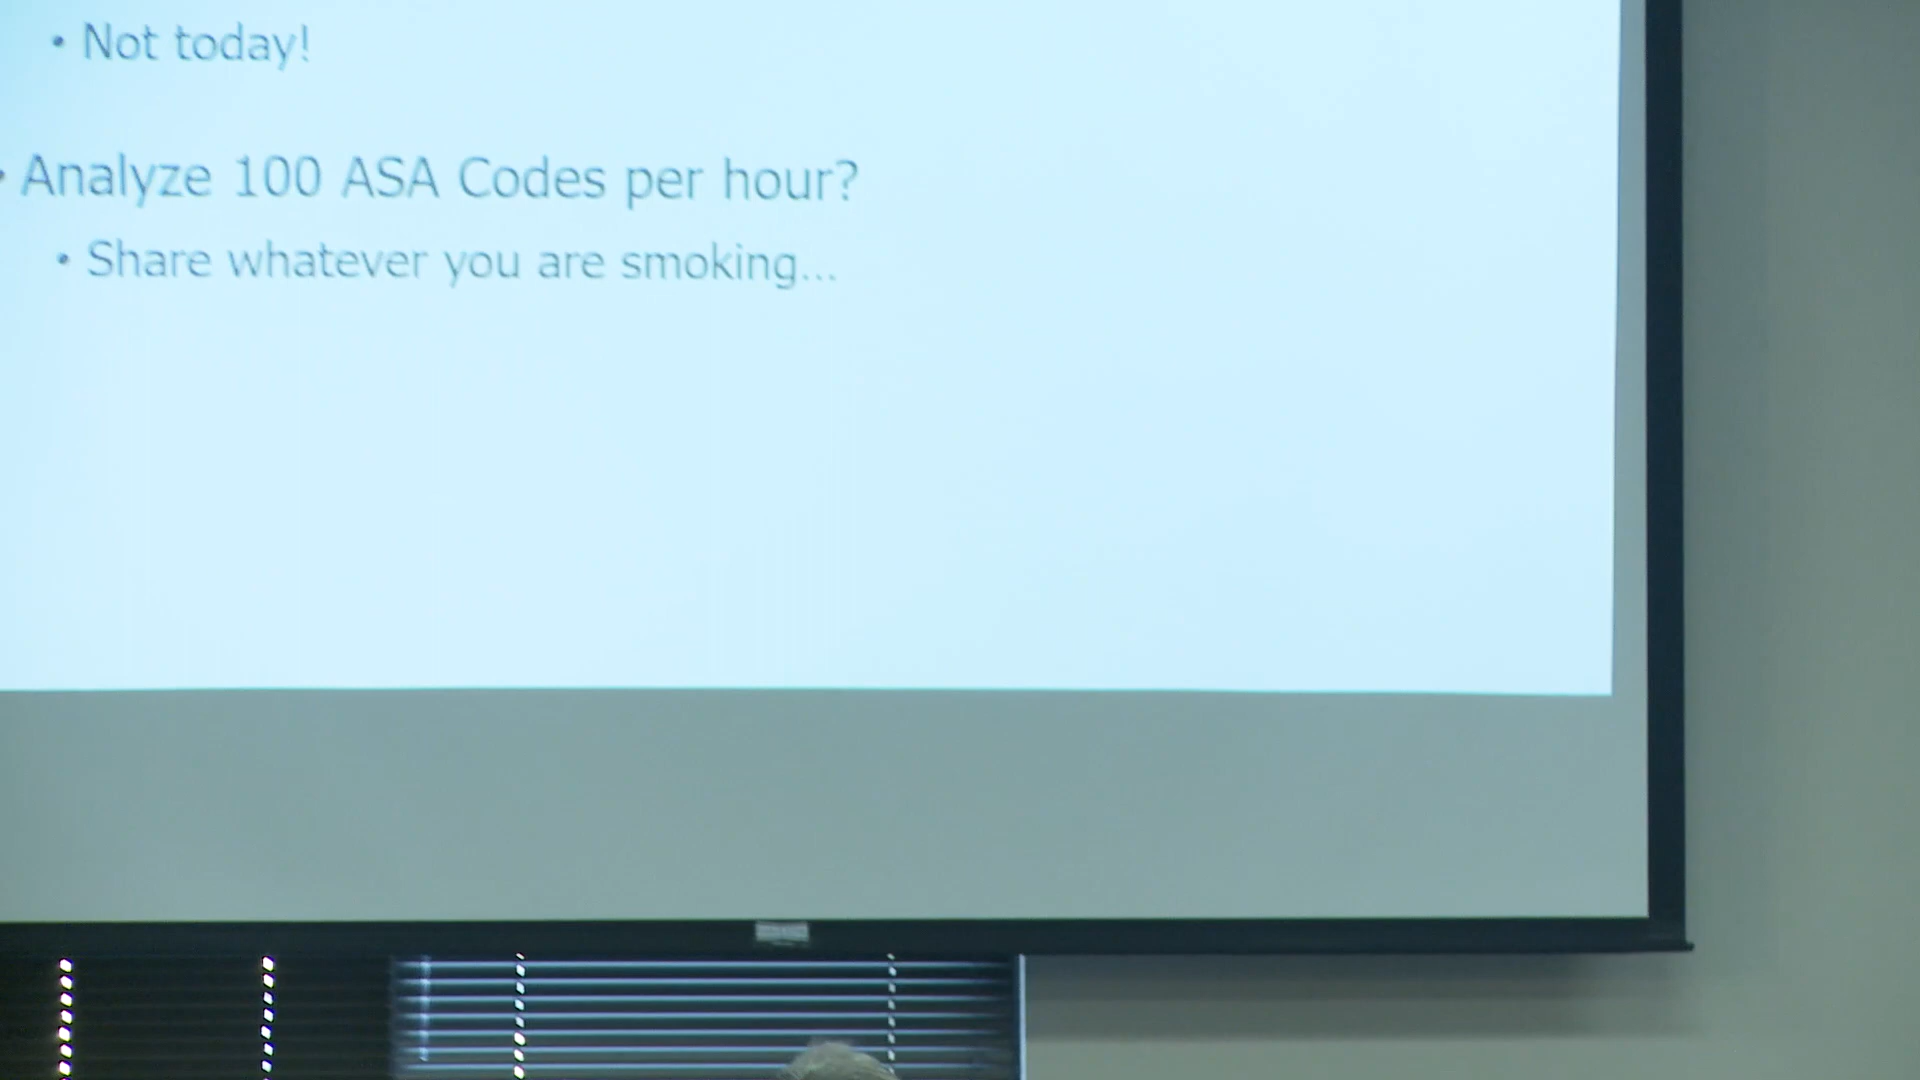 • Not today!
• Analyze 100 ASA Codes per hour?
• Share whatever you are smoking...